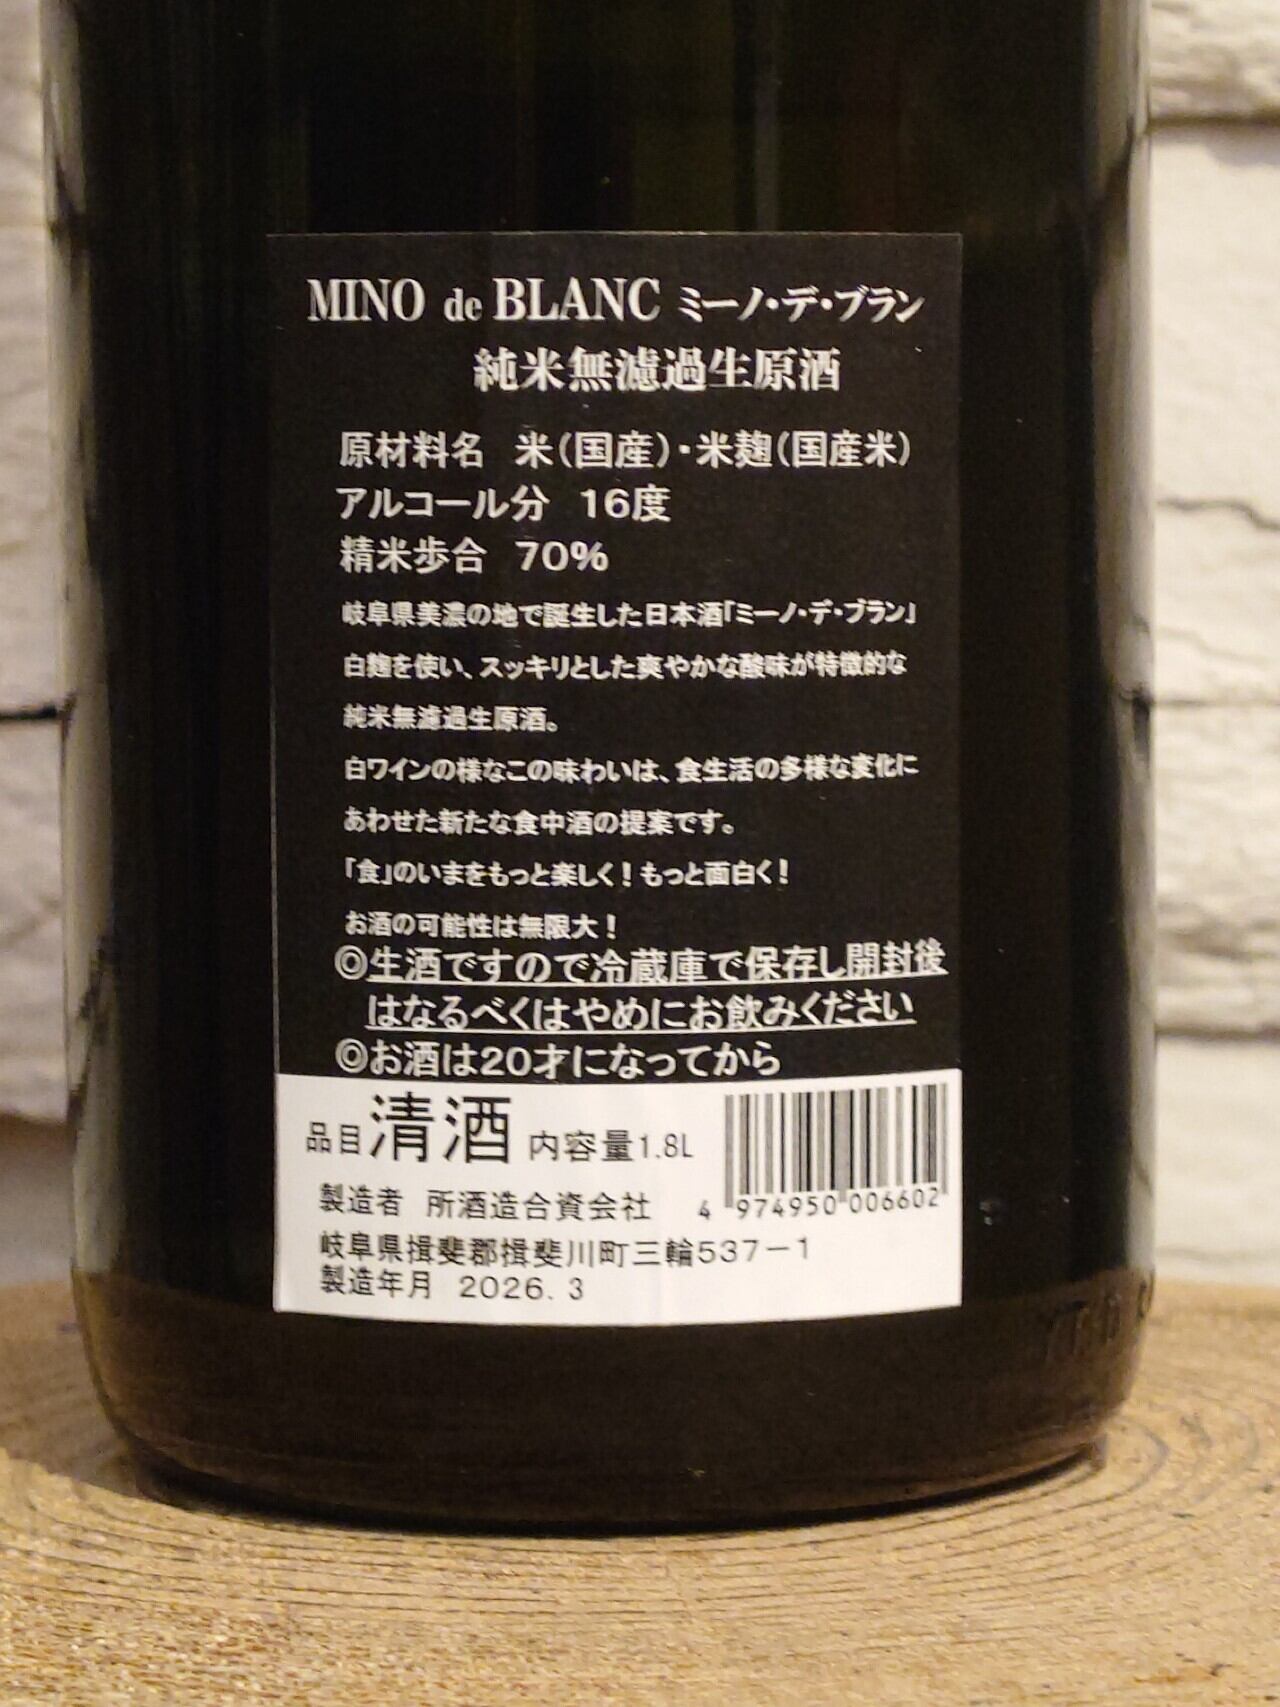 MINO de BLANC ミーノ・デ・ブラン
純米無濾過生原酒
原材料名 米(国産)・米麹(国産米)
アルコール分 16度
精米歩合 70%
岐阜県美濃の地で誕生した日本酒「ミーノ・デ・ブラン」
白麹を使い、スッキリとした爽やかな酸味が特徴的な
純米無濾過生原酒。
白ワインの様なこの味わいは、食生活の多様な変化に
あわせた新たな食中酒の提案です。
「食」のいまをもっと楽しく!もっと面白く!
お酒の可能性は無限大!
◎生酒ですので冷蔵庫で保存し開封後
はなるべくはやめにお飲みください
◎お酒は20才になってから
品目 清酒 内容量1.8L
製造者 所酒造合資会社
4 974950 006602
岐阜県揖斐郡揖斐川町三輪537-1
製造年月 2026.3